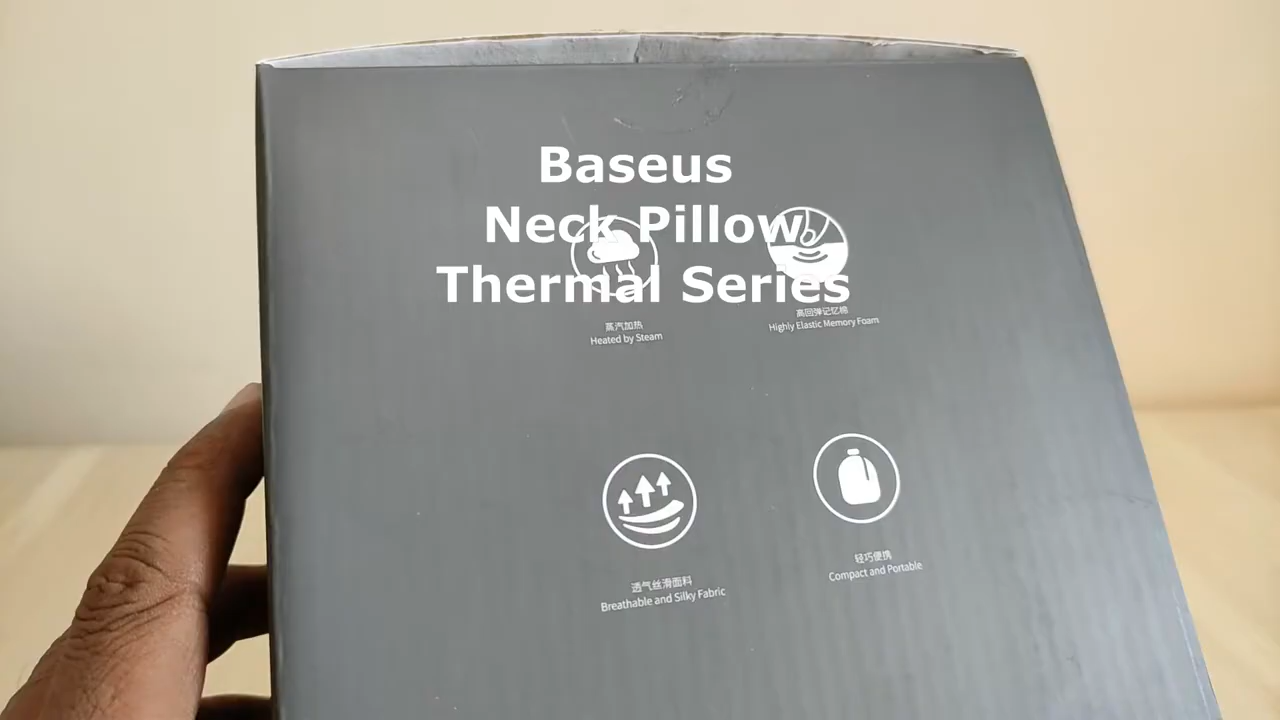 Baseus
Neck Pillow
Thermal Series
蒸汽加热
Heated by Steam
高回弹记忆棉
Highly Elastic Memory Foam
透气丝滑面料
Breathable and Silky Fabric
轻巧便携
Compact and Portable